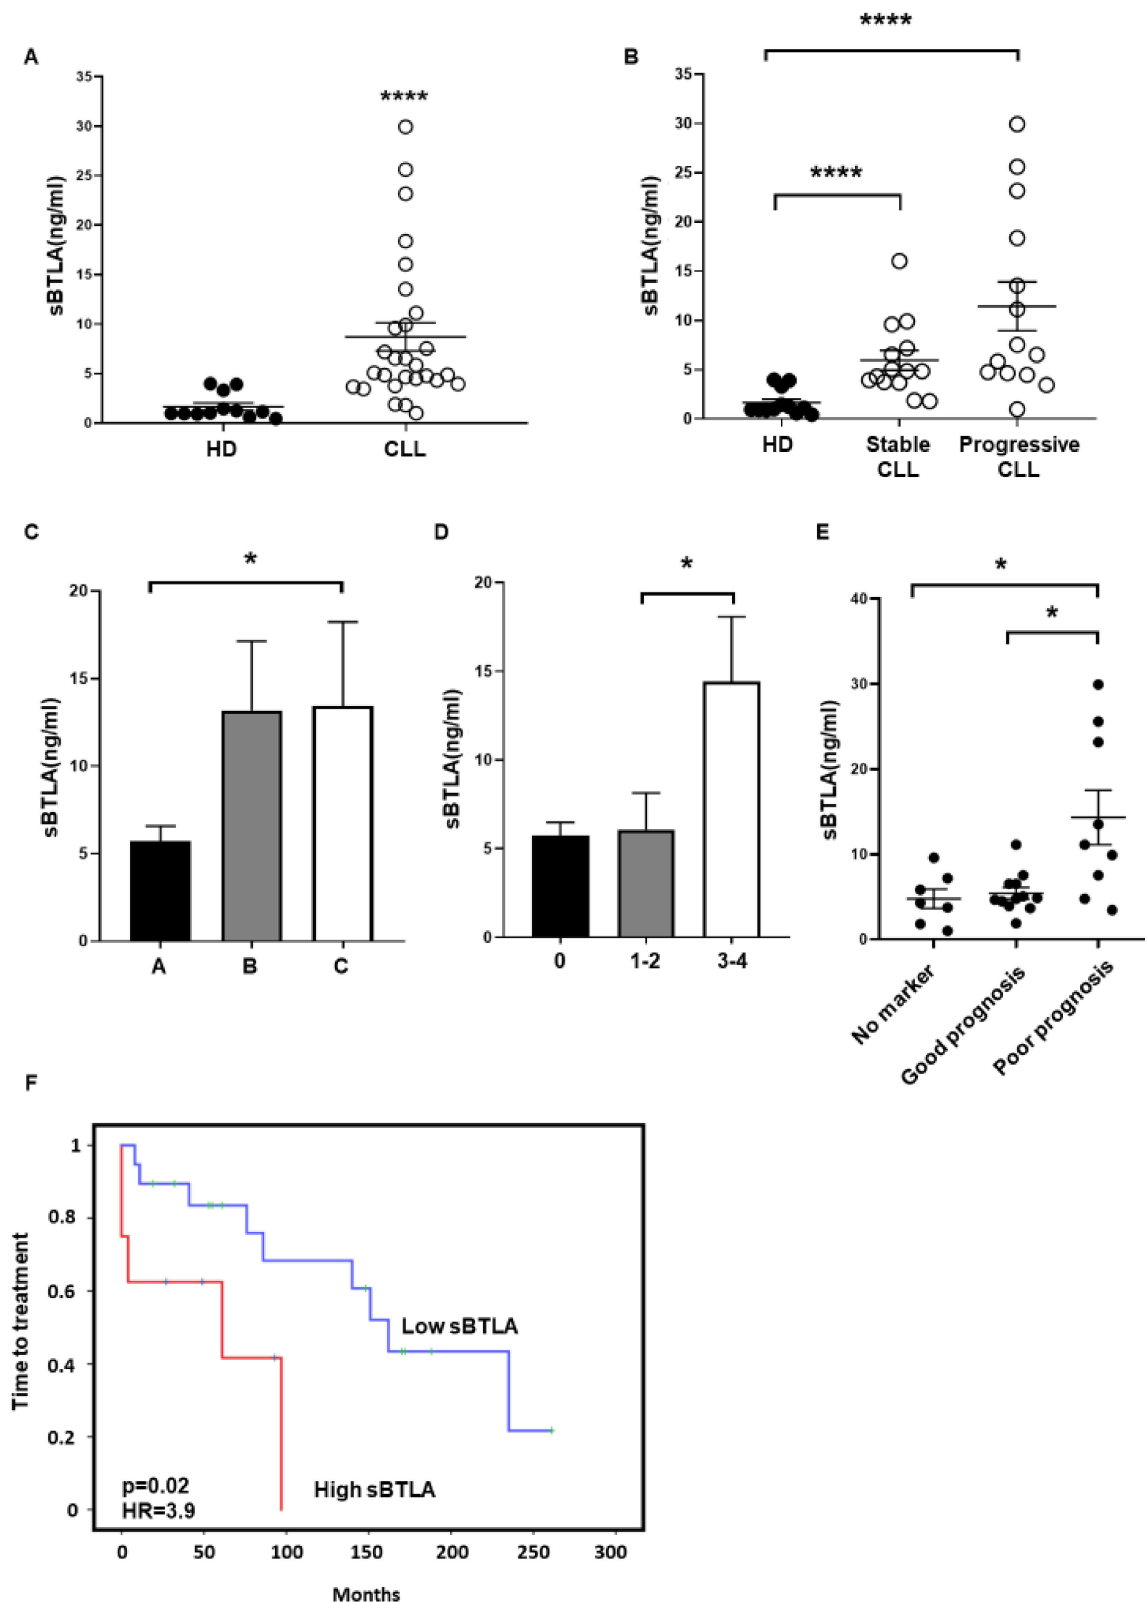 A
****
35
30
25
20
15
10
5
0
sBTLA(ng/ml)
HD
CLL
B
****
****
35
30
25
20
15
10
5
0
sBTLA(ng/ml)
HD
Stable
CLL
Progressive
CLL
C
*
20
15
10
5
0
sBTLA(ng/ml)
A
B
C
D
*
20
15
10
5
0
sBTLA(ng/ml)
0
1-2
3-4
E
*
*
40
30
20
10
0
sBTLA(ng/ml)
No marker
Good prognosis
Poor prognosis
F
1
0.8
0.6
0.4
0.2
0
Time to treatment
Low sBTLA
High sBTLA
p=0.02
HR=3.9
0
50
100
150
200
250
300
Months